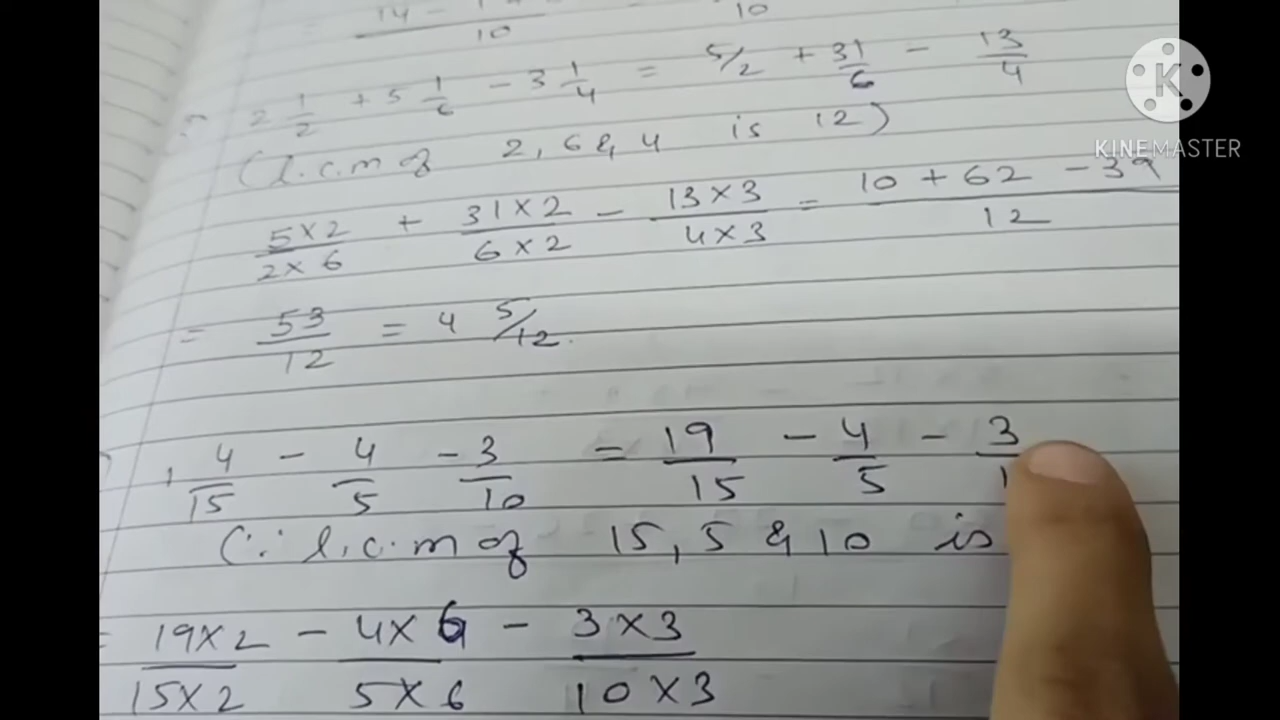 10 10
2 1/2 + 5 1/6 - 3 1/4 = 5/2 + 31/6 - 13/4
(l.c.m of 2, 6 & 4 is 12)
5×2/2×6 + 31×2/6×2 - 13×3/4×3 = 10 + 62 - 39/12
= 53/12 = 4 5/12.
1 4/15 - 4/5 - 3/10 = 19/15 - 4/5 - 3/1
(∵ l.c.m of 15, 5 & 10 is
= 19×2/15×2 - 4×6/5×6 - 3×3/10×3
K
KINEMASTER